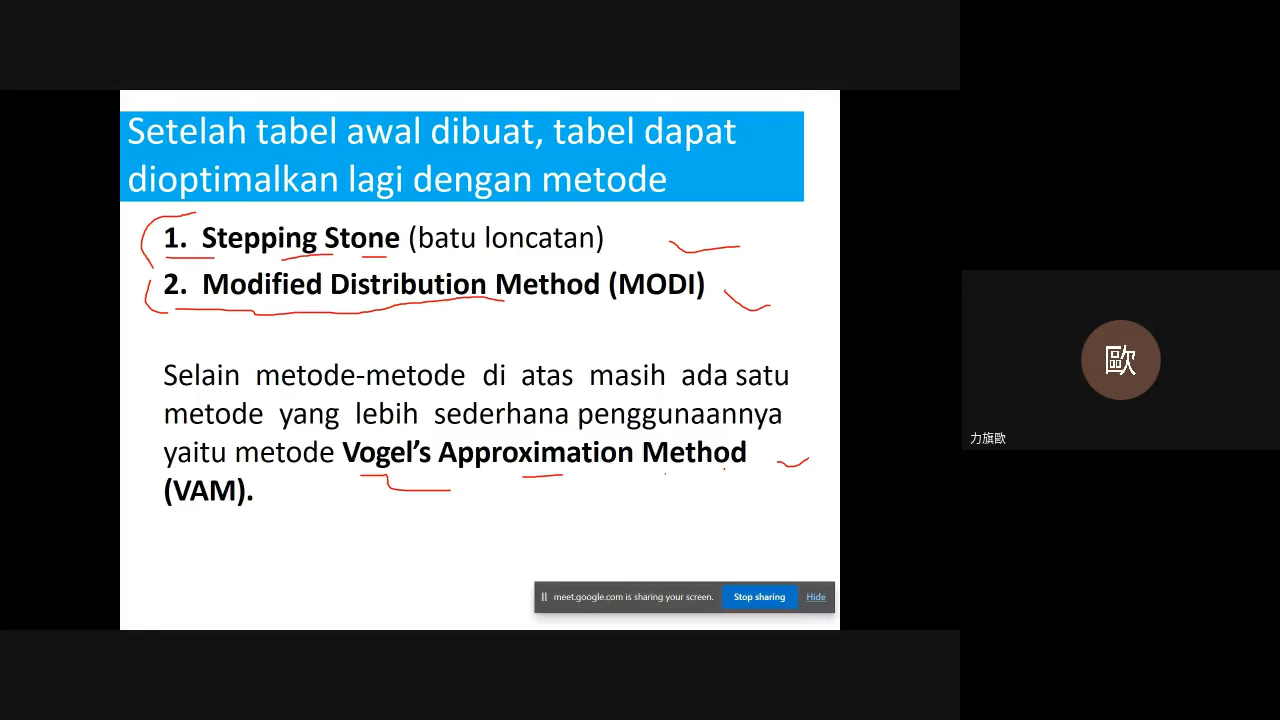 Setelah tabel awal dibuat, tabel dapat
dioptimalkan lagi dengan metode
1. Stepping Stone (batu loncatan)
2. Modified Distribution Method (MODI)
Selain metode-metode di atas masih ada satu
metode yang lebih sederhana penggunaannya
yaitu metode Vogel's Approximation Method
(VAM).
meet.google.com is sharing your screen. Stop sharing Hide
歐
力旗歐